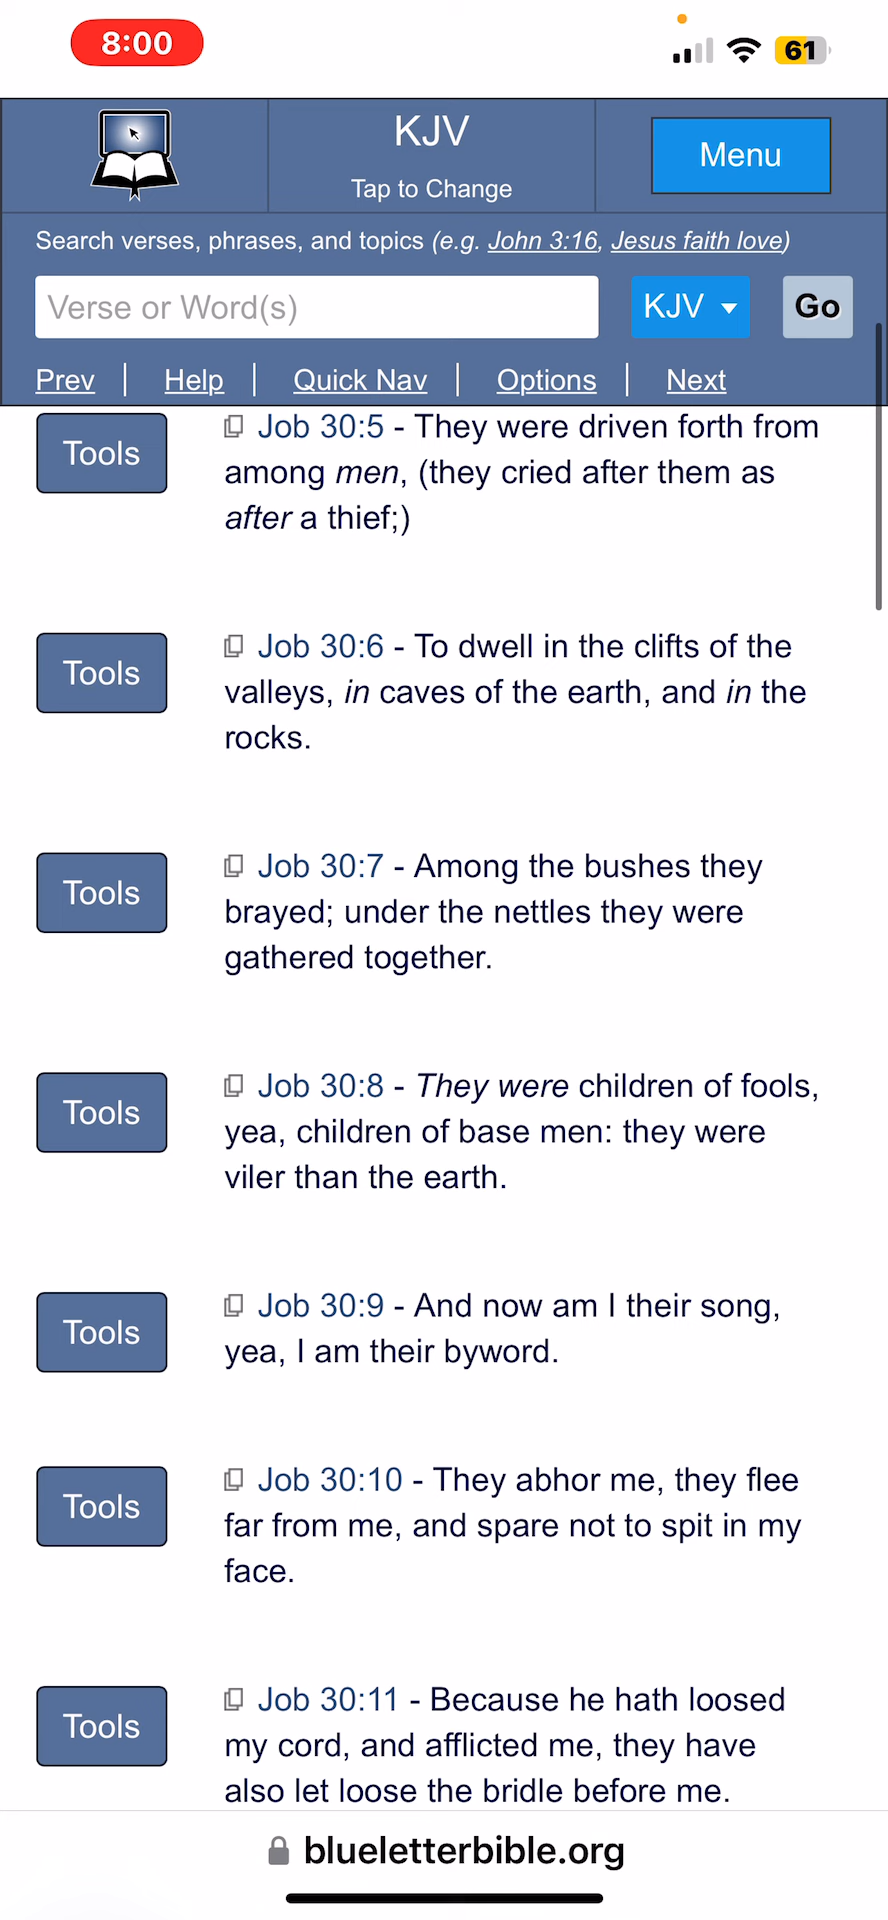 8:00
61
KJV
Tap to Change
Menu
Search verses, phrases, and topics (e.g. John 3:16, Jesus faith love)
Verse or Word(s)
KJV
Go
Prev | Help | Quick Nav | Options | Next
Tools
Job 30:5 - They were driven forth from
among men, (they cried after them as
after a thief;)
Tools
Job 30:6 - To dwell in the clifts of the
valleys, in caves of the earth, and in the
rocks.
Tools
Job 30:7 - Among the bushes they
brayed; under the nettles they were
gathered together.
Tools
Job 30:8 - They were children of fools,
yea, children of base men: they were
viler than the earth.
Tools
Job 30:9 - And now am I their song,
yea, I am their byword.
Tools
Job 30:10 - They abhor me, they flee
far from me, and spare not to spit in my
face.
Tools
Job 30:11 - Because he hath loosed
my cord, and afflicted me, they have
also let loose the bridle before me.
blueletterbible.org